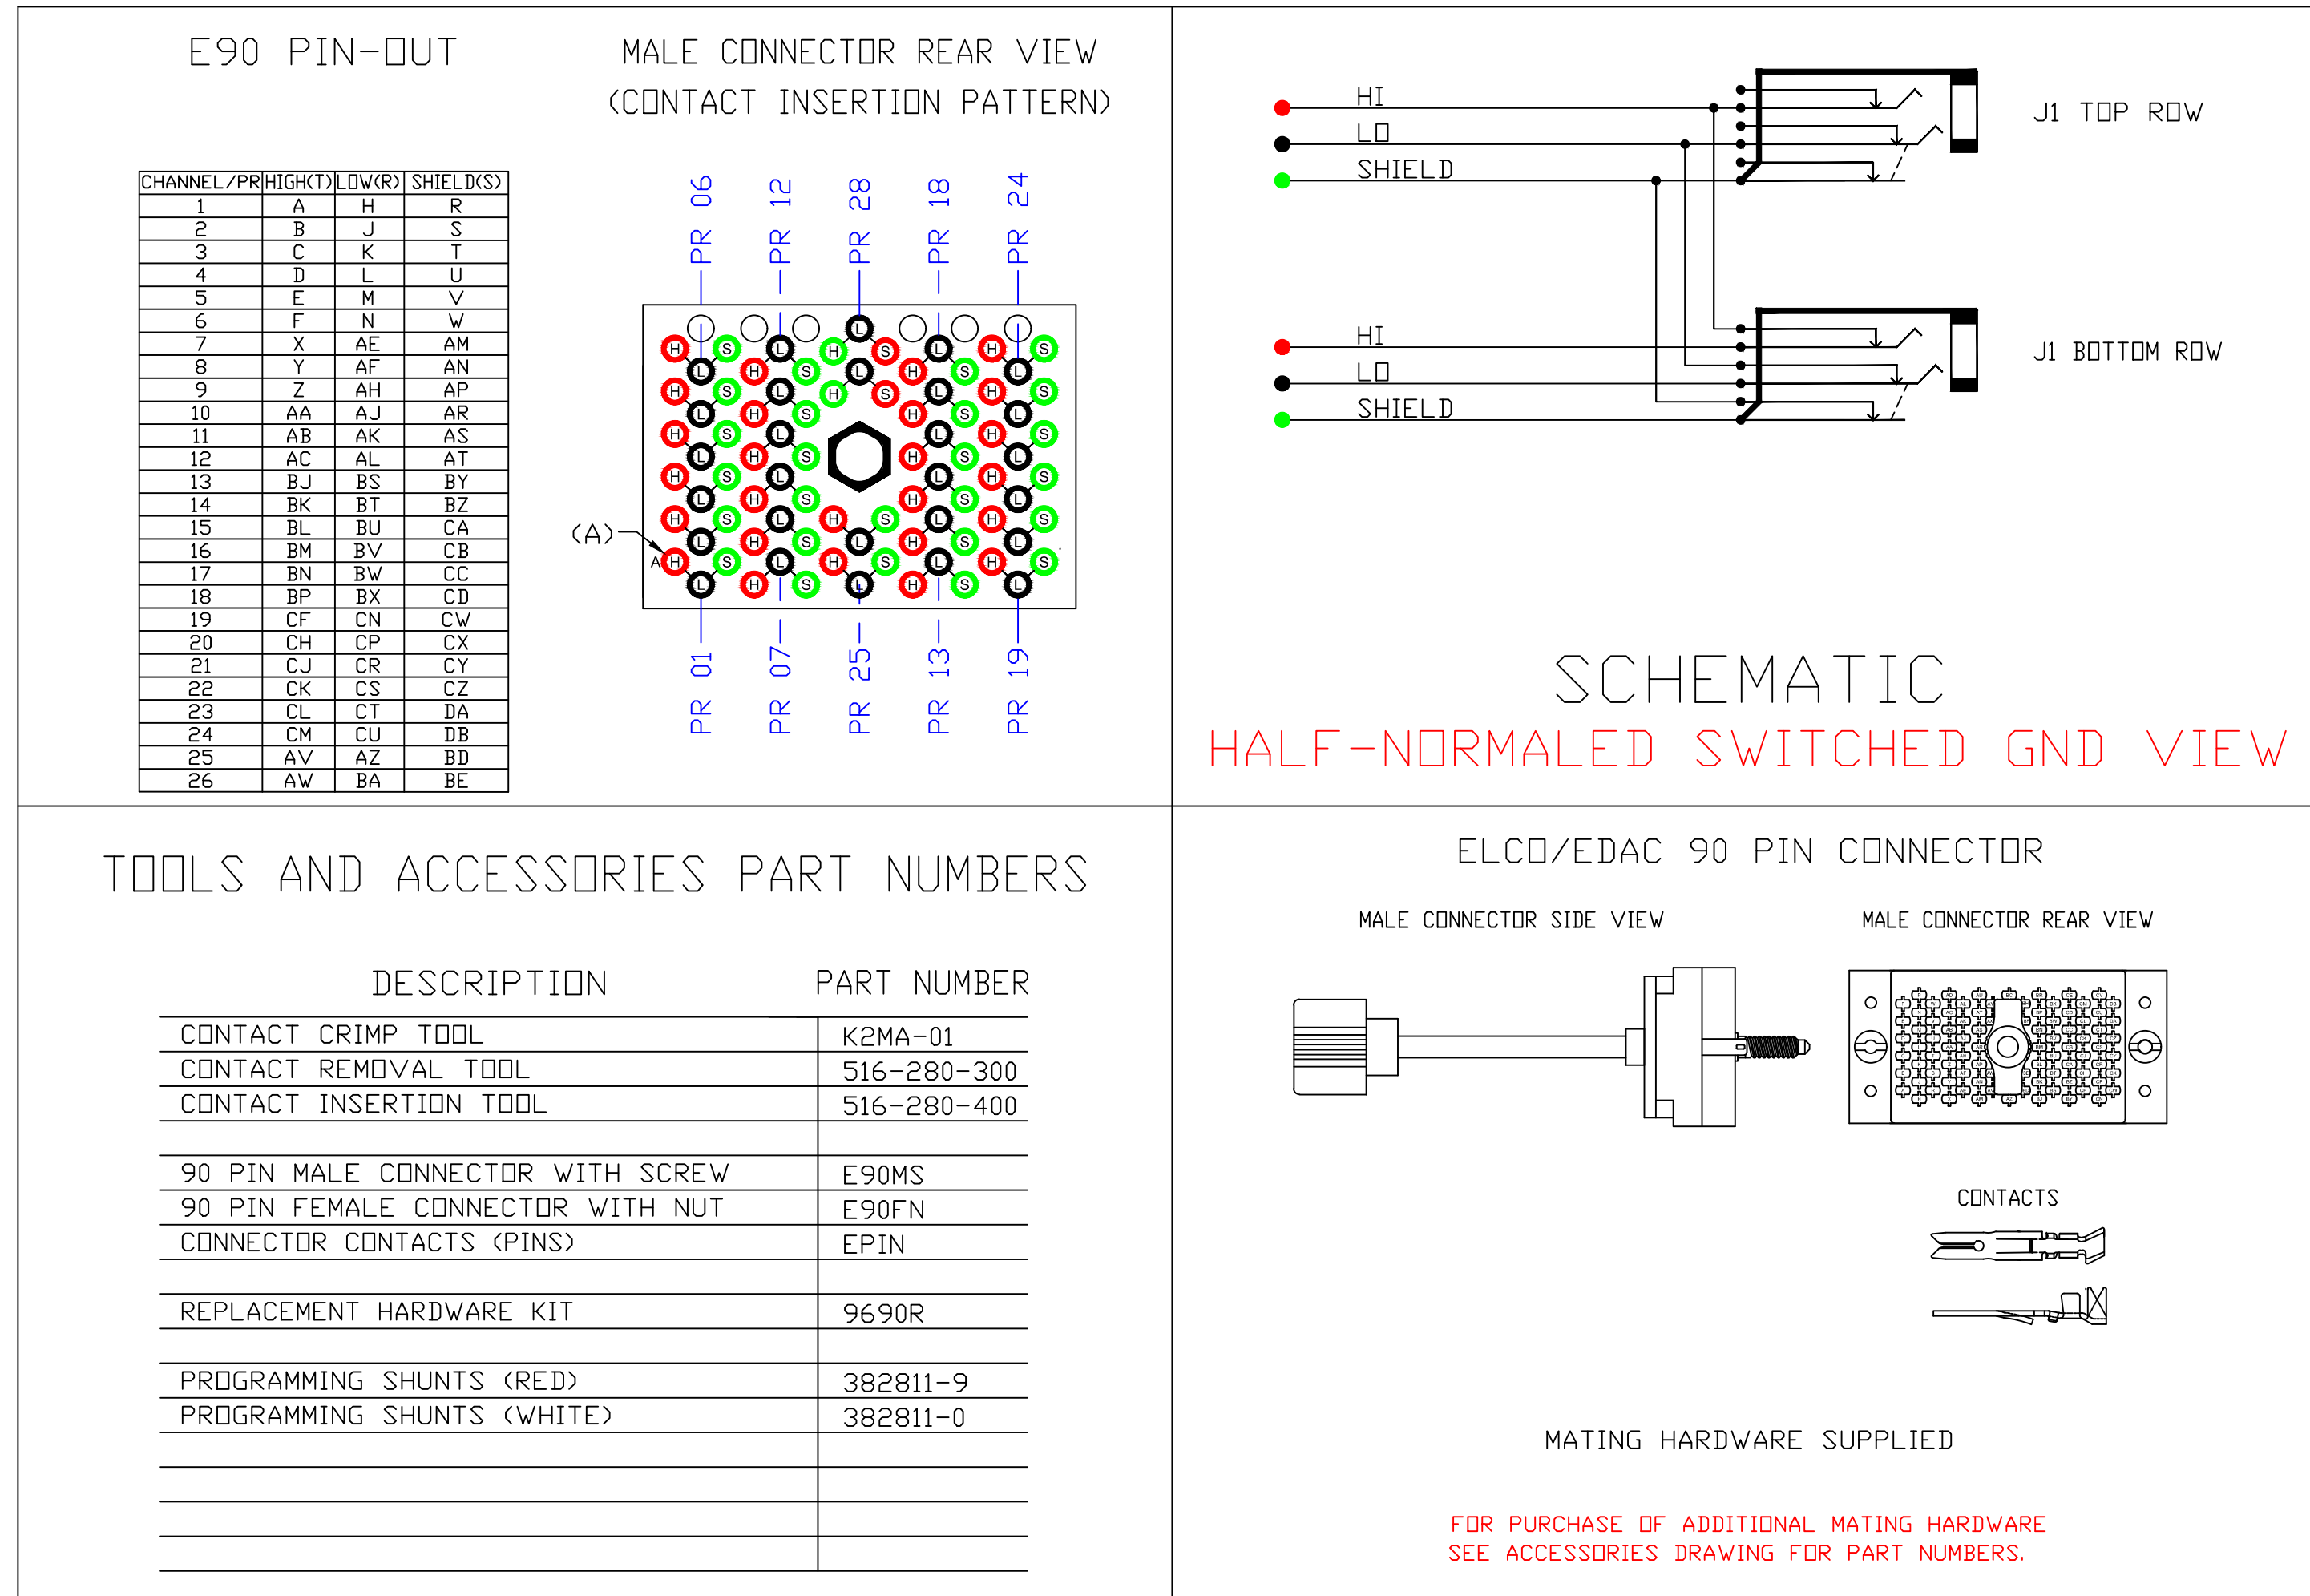 E90 PIN-OUT
MALE CONNECTOR REAR VIEW
(CONTACT INSERTION PATTERN)
CHANNEL/PR HIGH(T) LOW(R) SHIELD(S)
1 A H R
2 B J S
3 C K T
4 D L U
5 E M V
6 F N W
7 X AE AM
8 Y AF AN
9 Z AH AP
10 AA AJ AR
11 AB AK AS
12 AC AL AT
13 BJ BS BY
14 BK BT BZ
15 BL BU CA
16 BM BV CB
17 BN BW CC
18 BP BX CD
19 CF CN CW
20 CH CP CX
21 CJ CR CY
22 CK CS CZ
23 CL CT DA
24 CM CU DB
25 AV AZ BD
26 AW BA BE
PR 06
PR 12
PR 28
PR 18
PR 24
(A)
A
PR 01
PR 07
PR 25
PR 13
PR 19
HI
LO
SHIELD
J1 TOP ROW
HI
LO
SHIELD
J1 BOTTOM ROW
SCHEMATIC
HALF-NORMALED SWITCHED GND VIEW
TOOLS AND ACCESSORIES PART NUMBERS
DESCRIPTION PART NUMBER
CONTACT CRIMP TOOL K2MA-01
CONTACT REMOVAL TOOL 516-280-300
CONTACT INSERTION TOOL 516-280-400
90 PIN MALE CONNECTOR WITH SCREW E90MS
90 PIN FEMALE CONNECTOR WITH NUT E90FN
CONNECTOR CONTACTS (PINS) EPIN
REPLACEMENT HARDWARE KIT 9690R
PROGRAMMING SHUNTS (RED) 382811-9
PROGRAMMING SHUNTS (WHITE) 382811-0
ELCO/EDAC 90 PIN CONNECTOR
MALE CONNECTOR SIDE VIEW
MALE CONNECTOR REAR VIEW
CONTACTS
MATING HARDWARE SUPPLIED
FOR PURCHASE OF ADDITIONAL MATING HARDWARE
SEE ACCESSORIES DRAWING FOR PART NUMBERS.